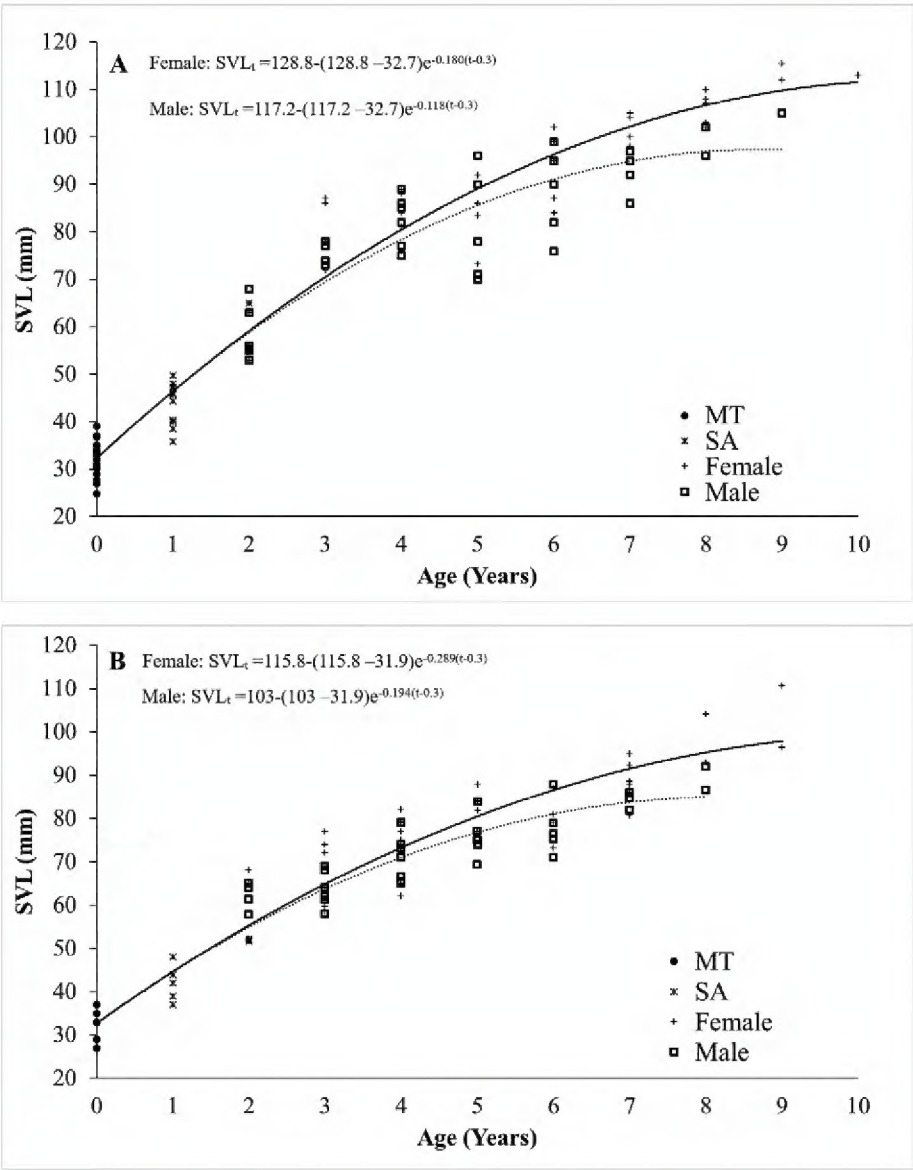 A Female: SVLt =128.8-(128.8 –32.7)e-0.180(t-0.3)
Male: SVLt =117.2-(117.2 –32.7)e-0.118(t-0.3)
120
110
100
90
80
70
60
50
40
30
20
SVL (mm)
MT
SA
Female
Male
0 1 2 3 4 5 6 7 8 9 10
Age (Years)
B Female: SVLt =115.8-(115.8 –31.9)e-0.289(t-0.3)
Male: SVLt =103-(103 –31.9)e-0.194(t-0.3)
120
110
100
90
80
70
60
50
40
30
20
SVL (mm)
MT
SA
Female
Male
0 1 2 3 4 5 6 7 8 9 10
Age (Years)